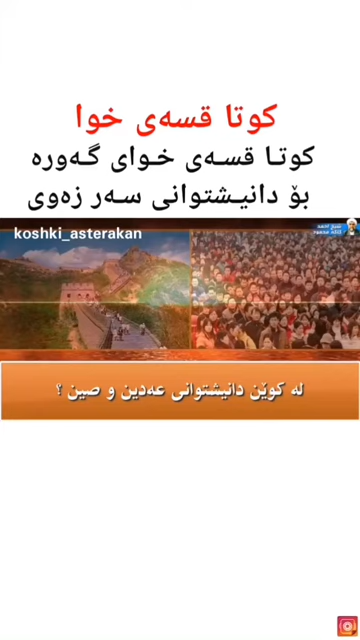 کوتا قسەی خوا
کوتا قسەی خوای گەورە
بۆ دانیشتوانی سەر زەوی
koshki_asterakan
لە کوێن دانیشتوانی عەدین و صین ؟